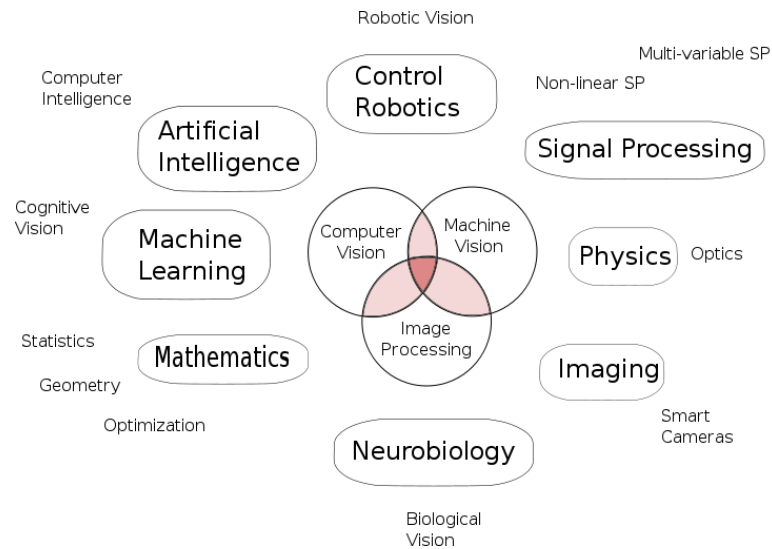 Robotic Vision
Multi-variable SP
Computer
Intelligence
Control
Robotics
Non-linear SP
Artificial
Intelligence
Signal Processing
Cognitive
Vision
Machine
Learning
Computer
Vision
Machine
Vision
Physics
Optics
Image
Processing
Statistics
Mathematics
Geometry
Optimization
Imaging
Smart
Cameras
Neurobiology
Biological
Vision